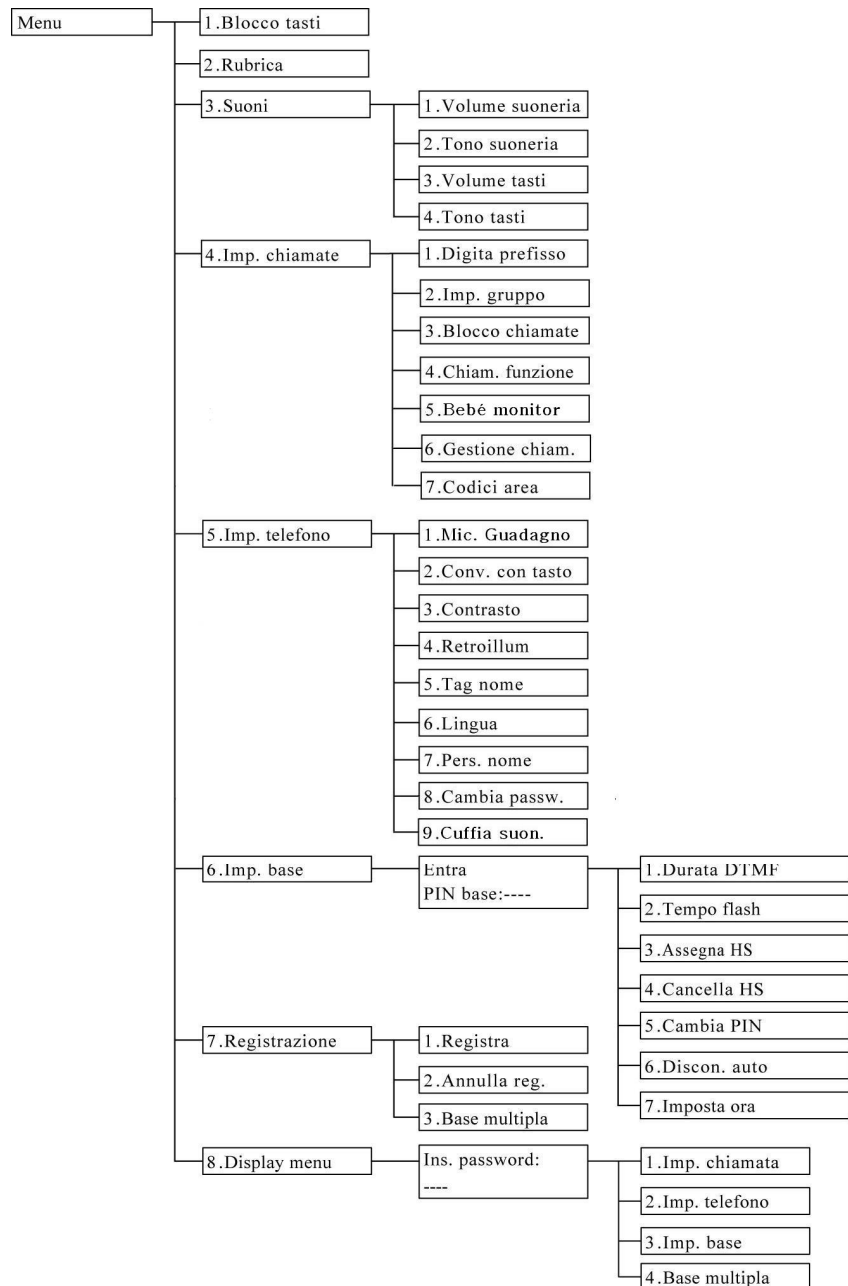 Menu
1.Blocco tasti
2.Rubrica
3.Suoni
1.Volume suoneria
2.Tono suoneria
3.Volume tasti
4.Tono tasti
4.Imp. chiamate
1.Digita prefisso
2.Imp. gruppo
3.Blocco chiamate
4.Chiam. funzione
5.Bebé monitor
6.Gestione chiam.
7.Codici area
5.Imp. telefono
1.Mic. Guadagno
2.Conv. con tasto
3.Contrasto
4.Retroillum
5.Tag nome
6.Lingua
7.Pers. nome
8.Cambia passw.
9.Cuffia suon.
6.Imp. base
Entra
PIN base:----
1.Durata DTMF
2.Tempo flash
3.Assegna HS
4.Cancella HS
5.Cambia PIN
6.Discon. auto
7.Imposta ora
7.Registrazione
1.Registra
2.Annulla reg.
3.Base multipla
8.Display menu
Ins. password:
----
1.Imp. chiamata
2.Imp. telefono
3.Imp. base
4.Base multipla